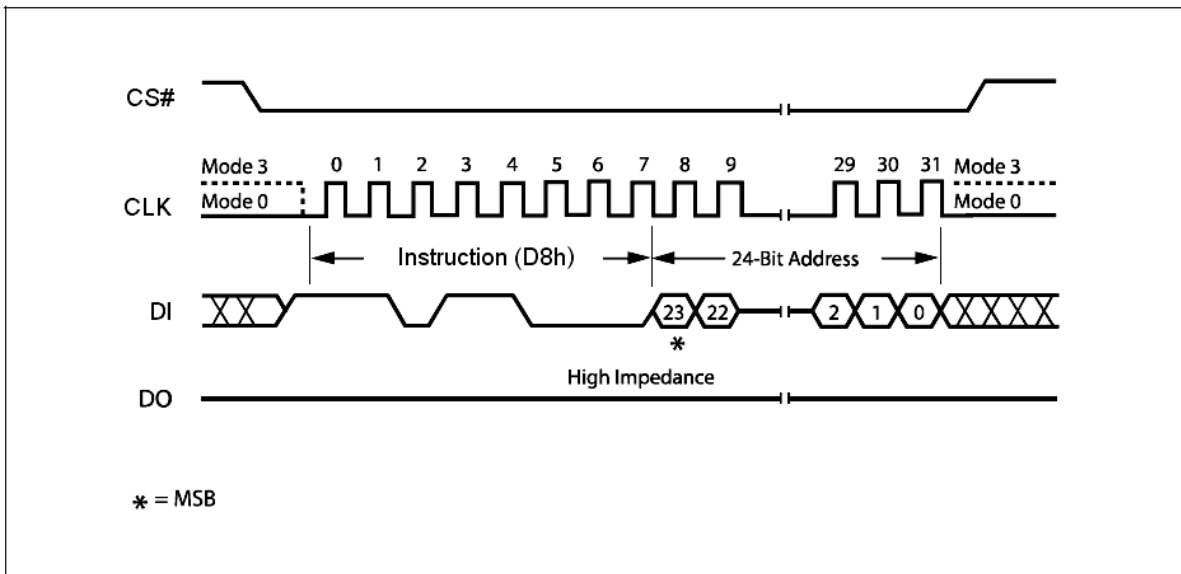 CS#
Mode 3 0 1 2 3 4 5 6 7 8 9 29 30 31 Mode 3
CLK Mode 0 Mode 0
Instruction (D8h) 24-Bit Address
DI 23 22 2 1 0
*
High Impedance
DO
* = MSB